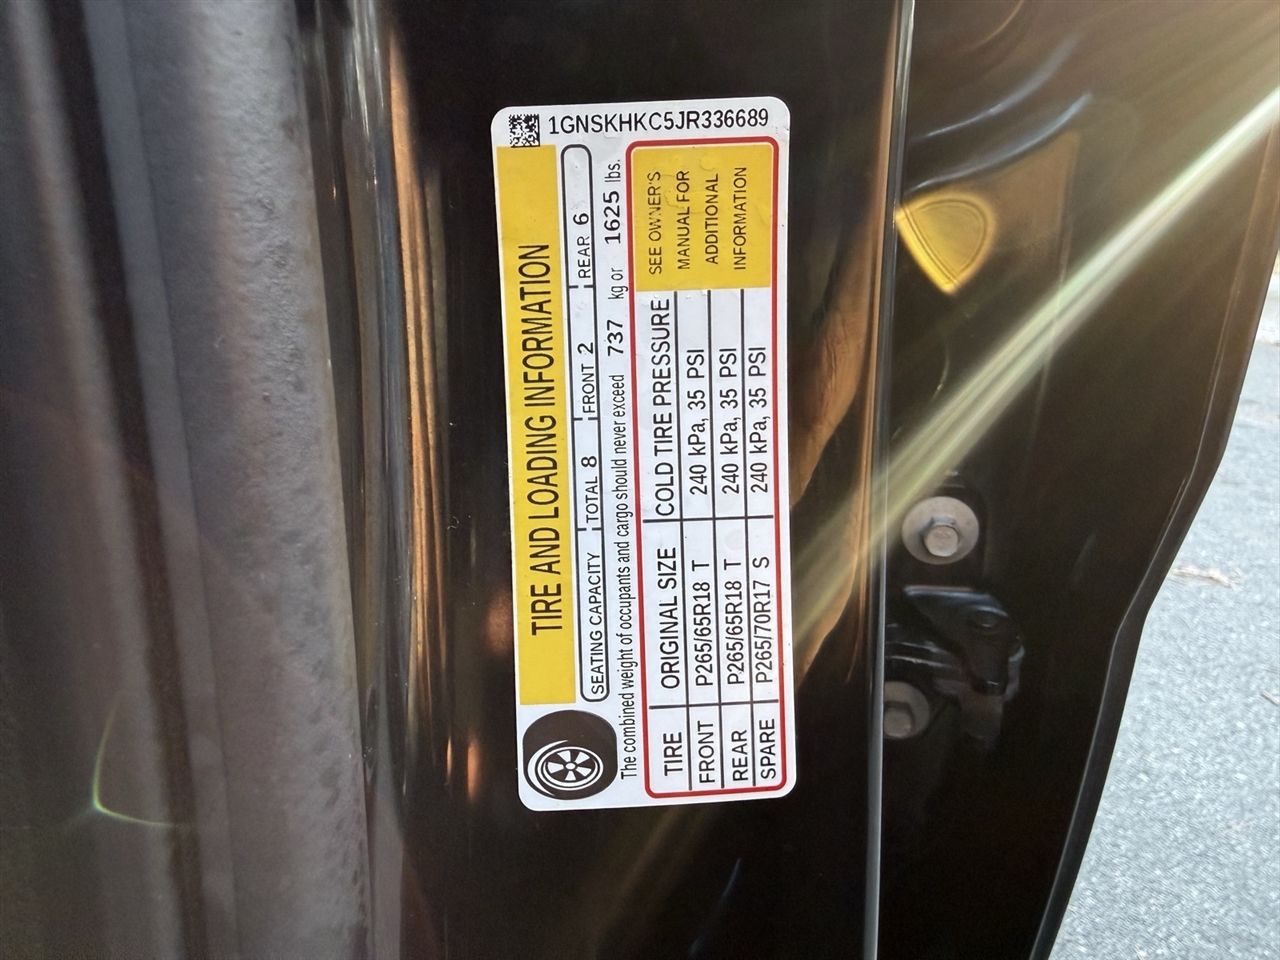 1GNSKHKC5JR336689
TIRE AND LOADING INFORMATION
SEATING CAPACITY TOTAL 8 FRONT 2 REAR 6
The combined weight of occupants and cargo should never exceed 737 kg or 1625 lbs.
TIRE ORIGINAL SIZE COLD TIRE PRESSURE
FRONT P265/65R18 T 240 kPa, 35 PSI
REAR P265/65R18 T 240 kPa, 35 PSI
SPARE P265/70R17 S 240 kPa, 35 PSI
SEE OWNER'S
MANUAL FOR
ADDITIONAL
INFORMATION